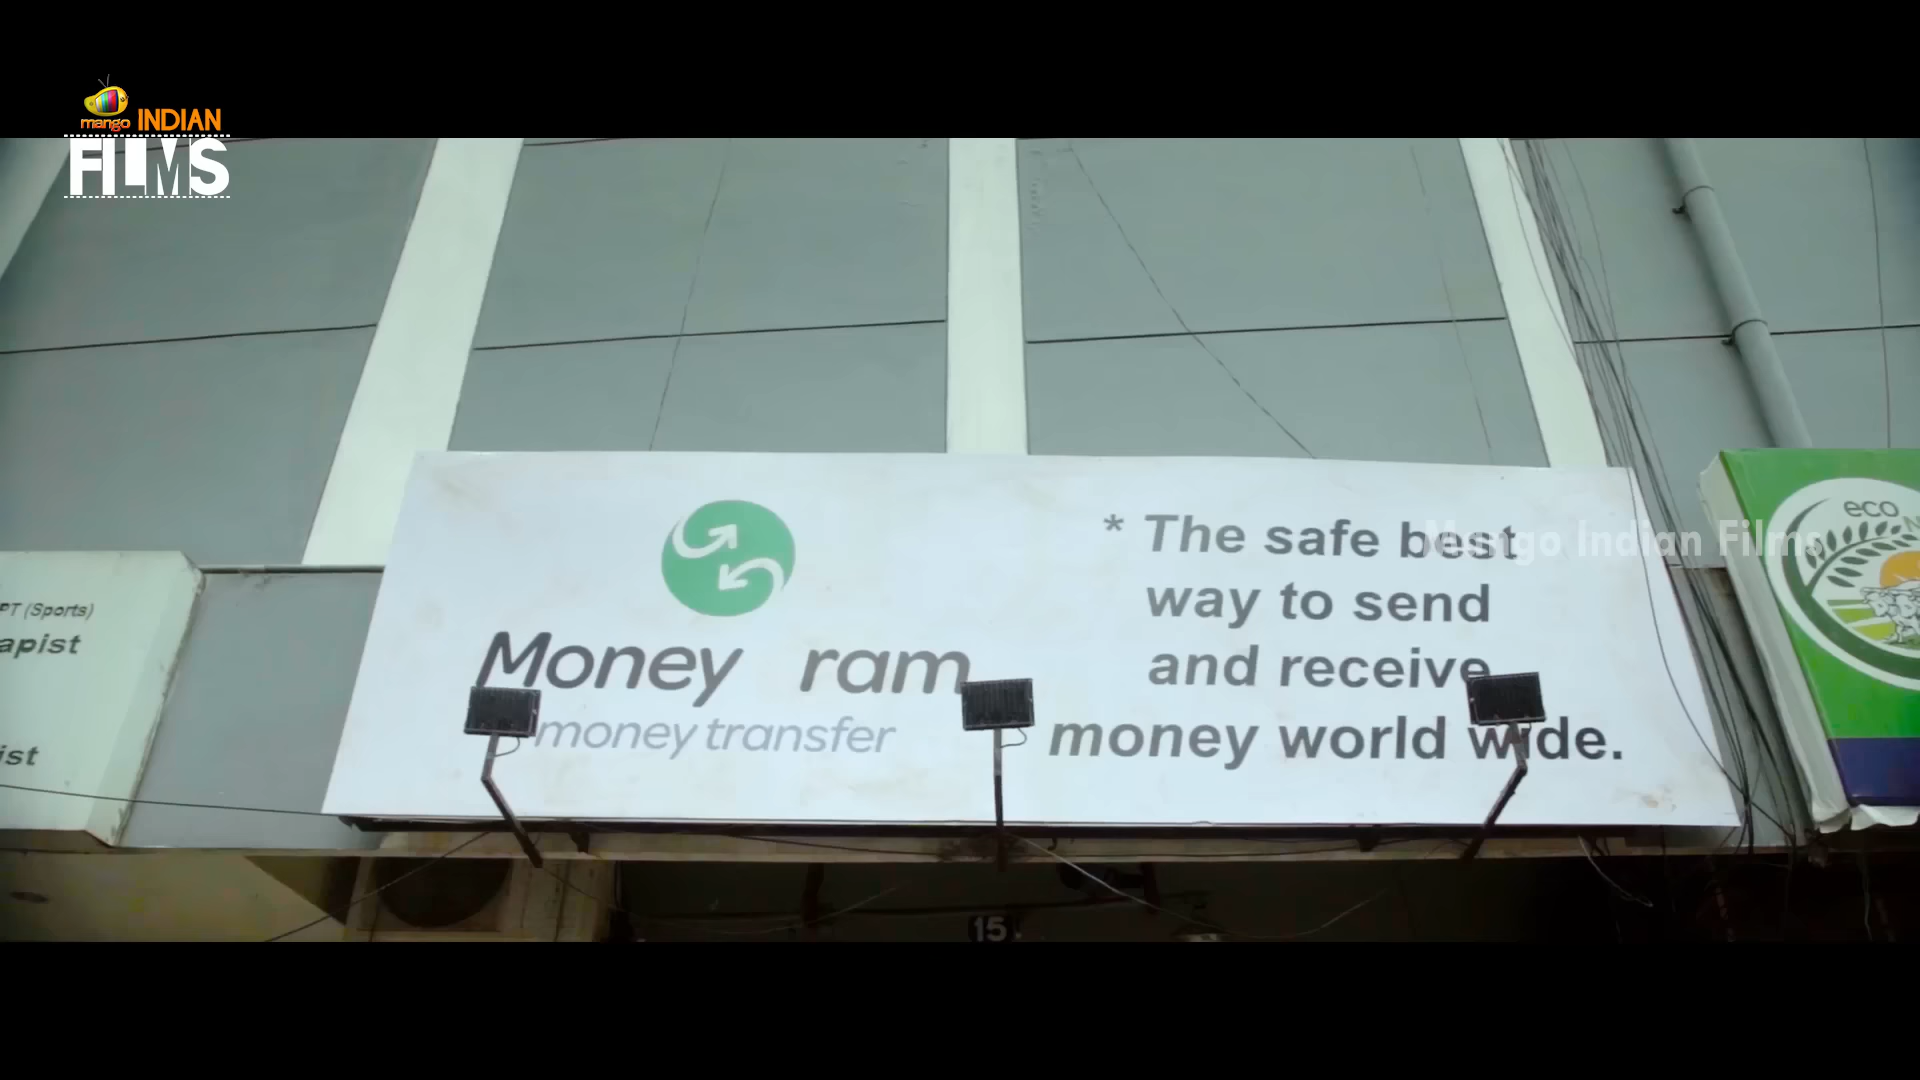 mango INDIAN
FILMS
Money ram
money transfer
* The safe best
way to send
and receive
money world wide.
Mango Indian Films
PT (Sports)
apist
ist
eco
15